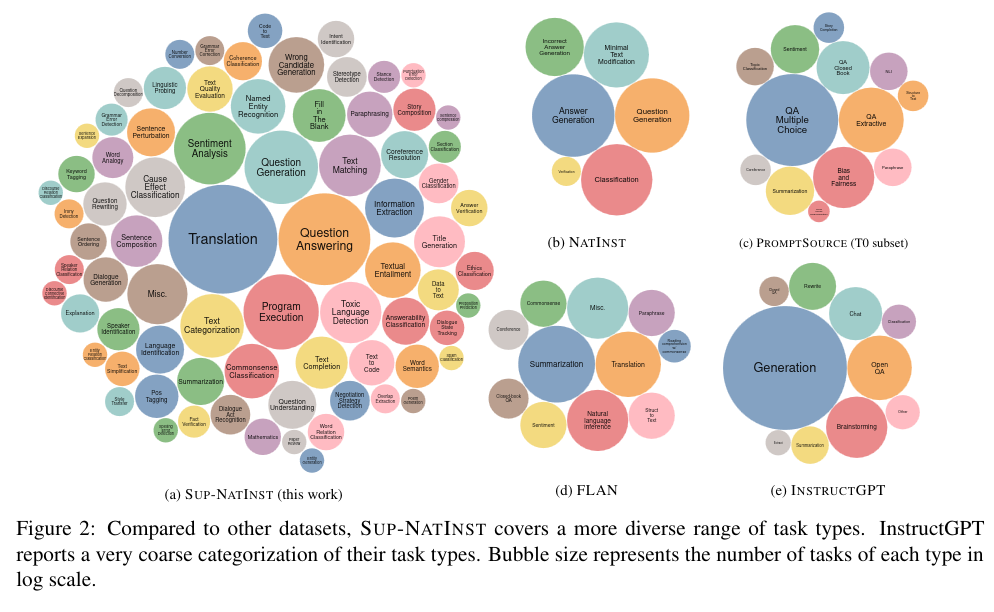 Code
to
Text
Intent
Identification
Number
Conversion
Grammar
Error
Correction
Coherence
Classification
Wrong
Candidate
Generation
Stereotype
Detection
Stance
Detection
Question
Decomposition
Linguistic
Probing
Text
Quality
Evaluation
Named
Entity
Recognition
Fill
in
The
Blank
Paraphrasing
Story
Composition
Grammar
Error
Detection
Sentence
Perturbation
Sentiment
Analysis
Question
Generation
Text
Matching
Coreference
Resolution
Section
Classification
Word
Analogy
Keyword
Tagging
Cause
Effect
Classification
Gender
Classification
Question
Rewriting
Information
Extraction
Answer
Verification
Irony
Detection
Sentence
Ordering
Sentence
Composition
Translation
Question
Answering
Title
Generation
Speaker
Relation
Classification
Dialogue
Generation
Misc.
Textual
Entailment
Ethics
Classification
Data
to
Text
Explanation
Speaker
Identification
Text
Categorization
Program
Execution
Toxic
Language
Detection
Answerability
Classification
Dialogue
State
Tracking
Language
Identification
Text
Simplification
Commonsense
Classification
Text
Completion
Text
to
Code
Word
Semantics
Style
Transfer
Pos
Tagging
Summarization
Question
Understanding
Negotiation
Strategy
Detection
Overlap
Extraction
Fact
Verification
Dialogue
Act
Recognition
Mathematics
Word
Relation
Classification
(a) SUP-NATINST (this work)
Incorrect
Answer
Generation
Minimal
Text
Modification
Answer
Generation
Question
Generation
Verification
Classification
(b) NATINST
Story
Completion
Sentiment
Topic
Classification
QA
Closed
Book
NLI
Structure
to
Text
QA
Multiple
Choice
QA
Extractive
Coreference
Bias
and
Fairness
Paraphrase
Summarization
(c) PROMPTSOURCE (T0 subset)
Commonsense
Misc.
Paraphrase
Coreference
Reading
comprehension
w/
commonsense
Summarization
Translation
Closed-book
QA
Sentiment
Natural
language
inference
Struct
to
Text
(d) FLAN
Closed
QA
Rewrite
Chat
Classification
Generation
Open
QA
Other
Brainstorming
Extract
Summarization
(e) INSTRUCTGPT
Figure 2: Compared to other datasets, SUP-NATINST covers a more diverse range of task types. InstructGPT
reports a very coarse categorization of their task types. Bubble size represents the number of tasks of each type in
log scale.